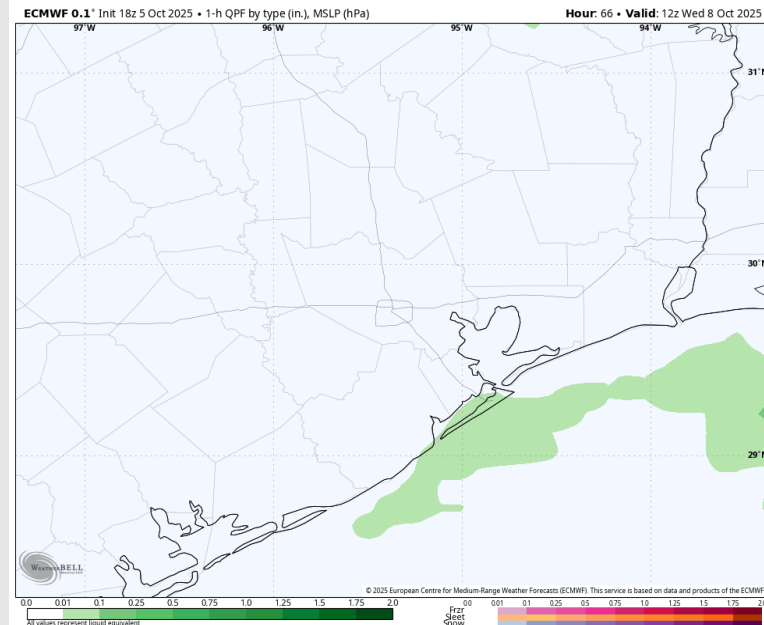 ECMWF 0.1° Init 18z 5 Oct 2025 • 1-h QPF by type (in.), MSLP (hPa)
Hour: 66 • Valid: 12z Wed 8 Oct 2025
97°W 96°W 95°W 94°W
31°N
30°N
29°N
WEATHERBELL
© 2025 European Centre for Medium-Range Weather Forecasts (ECMWF). This service is based on data and products of the ECMWF
0.0 .001 0.1 0.25 0.5 0.75 0.10 1.25 1.5 1.75 2.0
0.0 .001 0.1 0.25 0.5 0.75 1.0 1.25 1.5 1.75 2.0
All values represent liquid equivalent
Frzr
Sleet
Snow